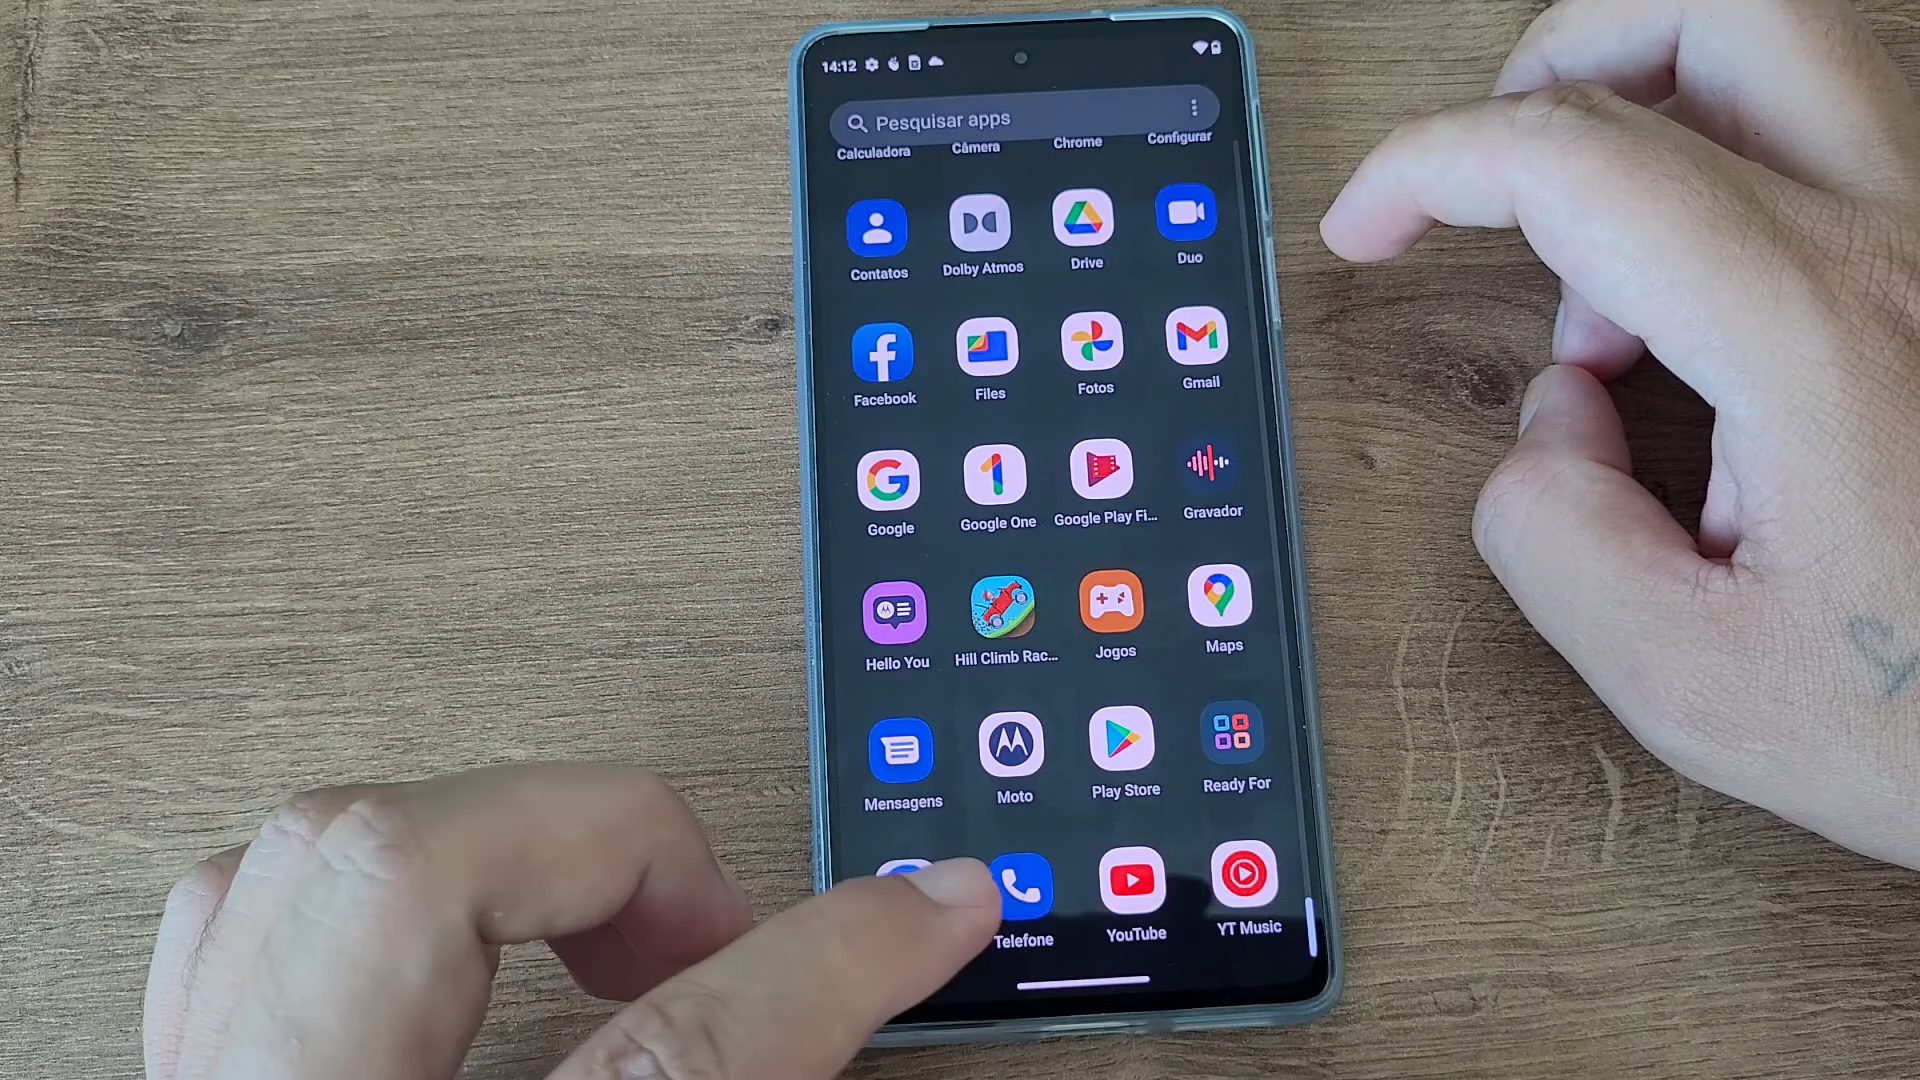 14:12
Pesquisar apps
Calculadora Câmera Chrome Configurar
Contatos Dolby Atmos Drive Duo
Facebook Files Fotos Gmail
Google Google One Google Play Fi... Gravador
Hello You Hill Climb Rac... Jogos Maps
Mensagens Moto Play Store Ready For
Telefone YouTube YT Music